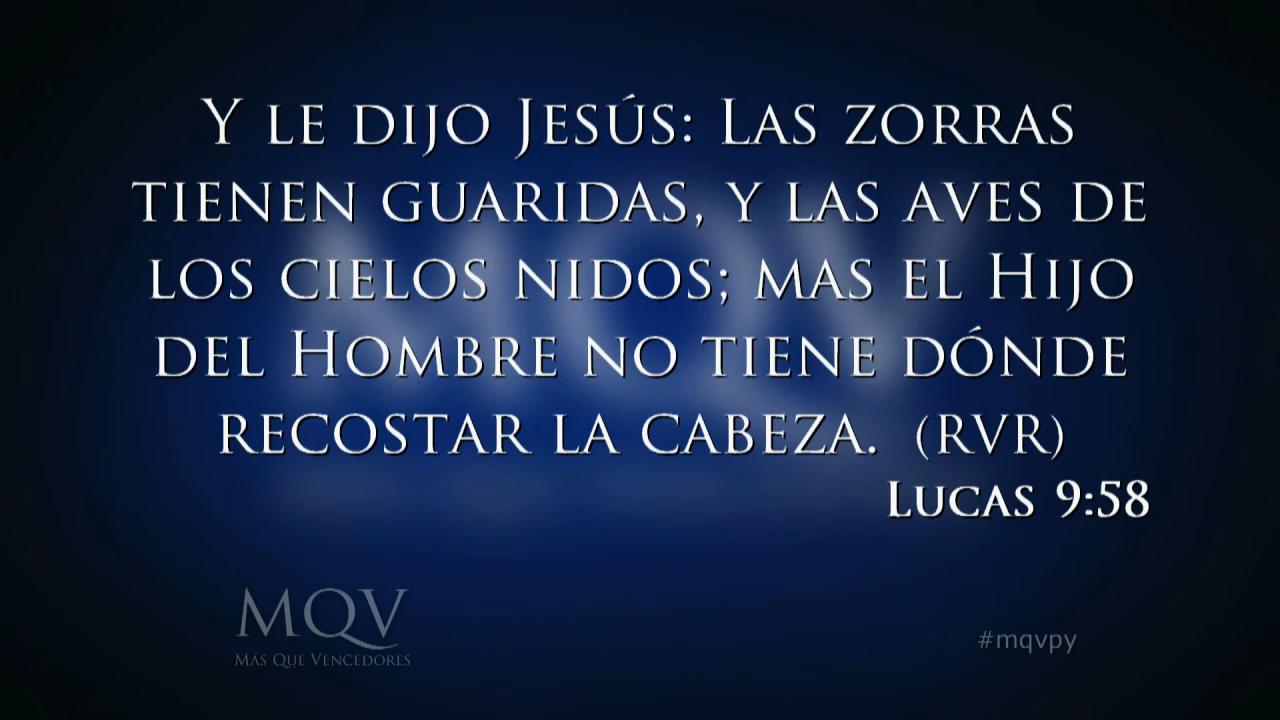 Y LE DIJO JESÚS: LAS ZORRAS
TIENEN GUARIDAS, Y LAS AVES DE
LOS CIELOS NIDOS; MAS EL HIJO
DEL HOMBRE NO TIENE DÓNDE
RECOSTAR LA CABEZA. (RVR)
LUCAS 9:58
MQV
MÁS QUE VENCEDORES
#mqvpy